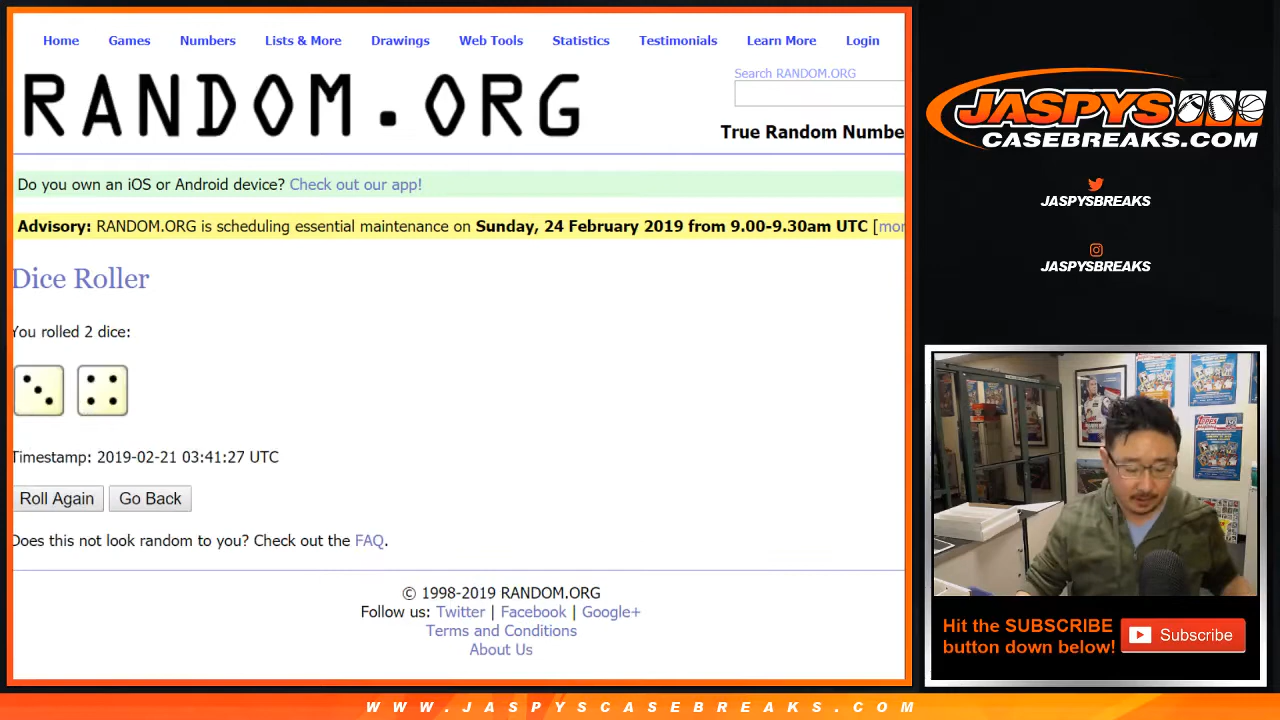 Home Games Numbers Lists & More Drawings Web Tools Statistics Testimonials Learn More Login
Search RANDOM.ORG
RANDOM.ORG
True Random Numbe
Do you own an iOS or Android device? Check out our app!
Advisory: RANDOM.ORG is scheduling essential maintenance on Sunday, 24 February 2019 from 9.00-9.30am UTC [mor
Dice Roller
You rolled 2 dice:
Timestamp: 2019-02-21 03:41:27 UTC
Roll Again Go Back
Does this not look random to you? Check out the FAQ.
© 1998-2019 RANDOM.ORG
Follow us: Twitter | Facebook | Google+
Terms and Conditions
About Us
JASPYS
CASEBREAKS.COM
JASPYSBREAKS
JASPYSBREAKS
Hit the SUBSCRIBE
button down below!
Subscribe
WWW.JASPYSCASEBREAKS.COM